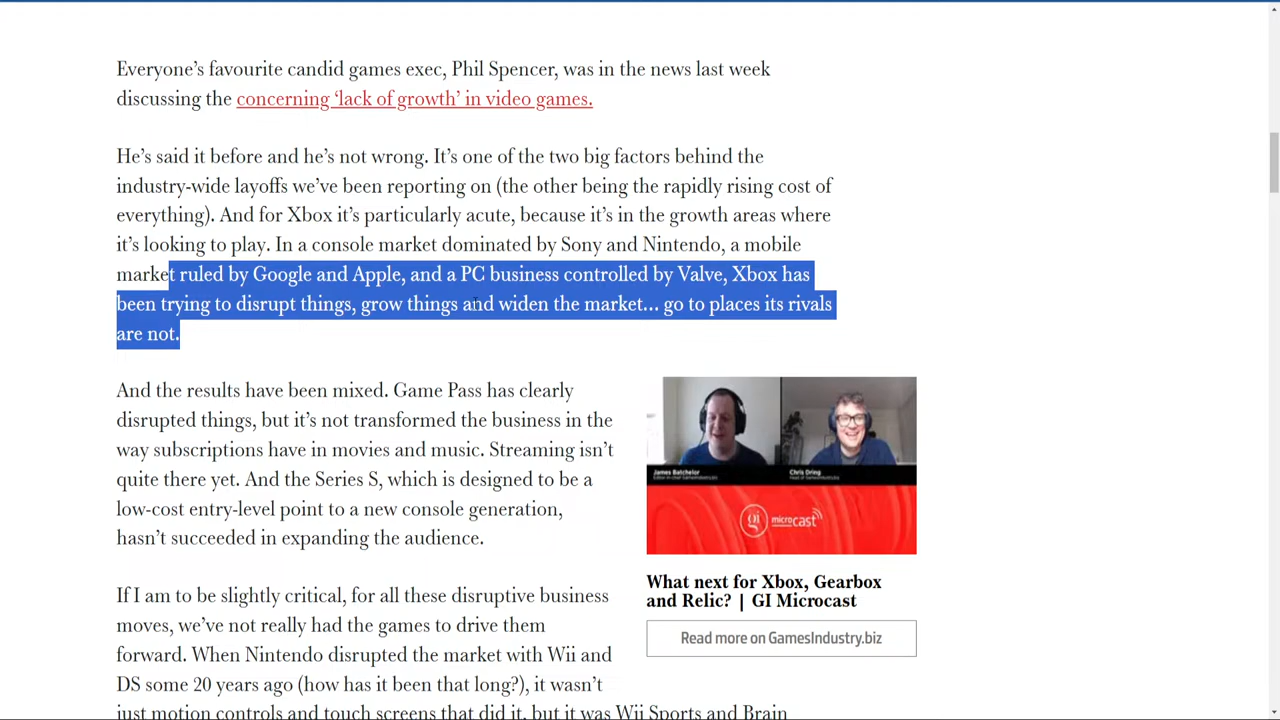 Everyone’s favourite candid games exec, Phil Spencer, was in the news last week
discussing the concerning ‘lack of growth’ in video games.
He’s said it before and he’s not wrong. It’s one of the two big factors behind the
industry-wide layoffs we’ve been reporting on (the other being the rapidly rising cost of
everything). And for Xbox it’s particularly acute, because it’s in the growth areas where
it’s looking to play. In a console market dominated by Sony and Nintendo, a mobile
market ruled by Google and Apple, and a PC business controlled by Valve, Xbox has
been trying to disrupt things, grow things and widen the market… go to places its rivals
are not.
And the results have been mixed. Game Pass has clearly
disrupted things, but it’s not transformed the business in the
way subscriptions have in movies and music. Streaming isn’t
quite there yet. And the Series S, which is designed to be a
low-cost entry-level point to a new console generation,
hasn’t succeeded in expanding the audience.
If I am to be slightly critical, for all these disruptive business
moves, we’ve not really had the games to drive them
forward. When Nintendo disrupted the market with Wii and
DS some 20 years ago (how has it been that long?), it wasn’t
just motion controls and touch screens that did it, but it was Wii Sports and Brain
James Batchelor
Chris Dring
gi microcast
What next for Xbox, Gearbox
and Relic? | GI Microcast
Read more on GamesIndustry.biz